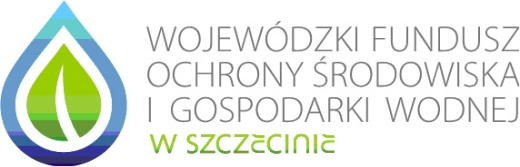 WOJEWÓDZKI FUNDUSZ
OCHRONY ŚRODOWISKA
I GOSPODARKI WODNEJ
W SZCZECINIE